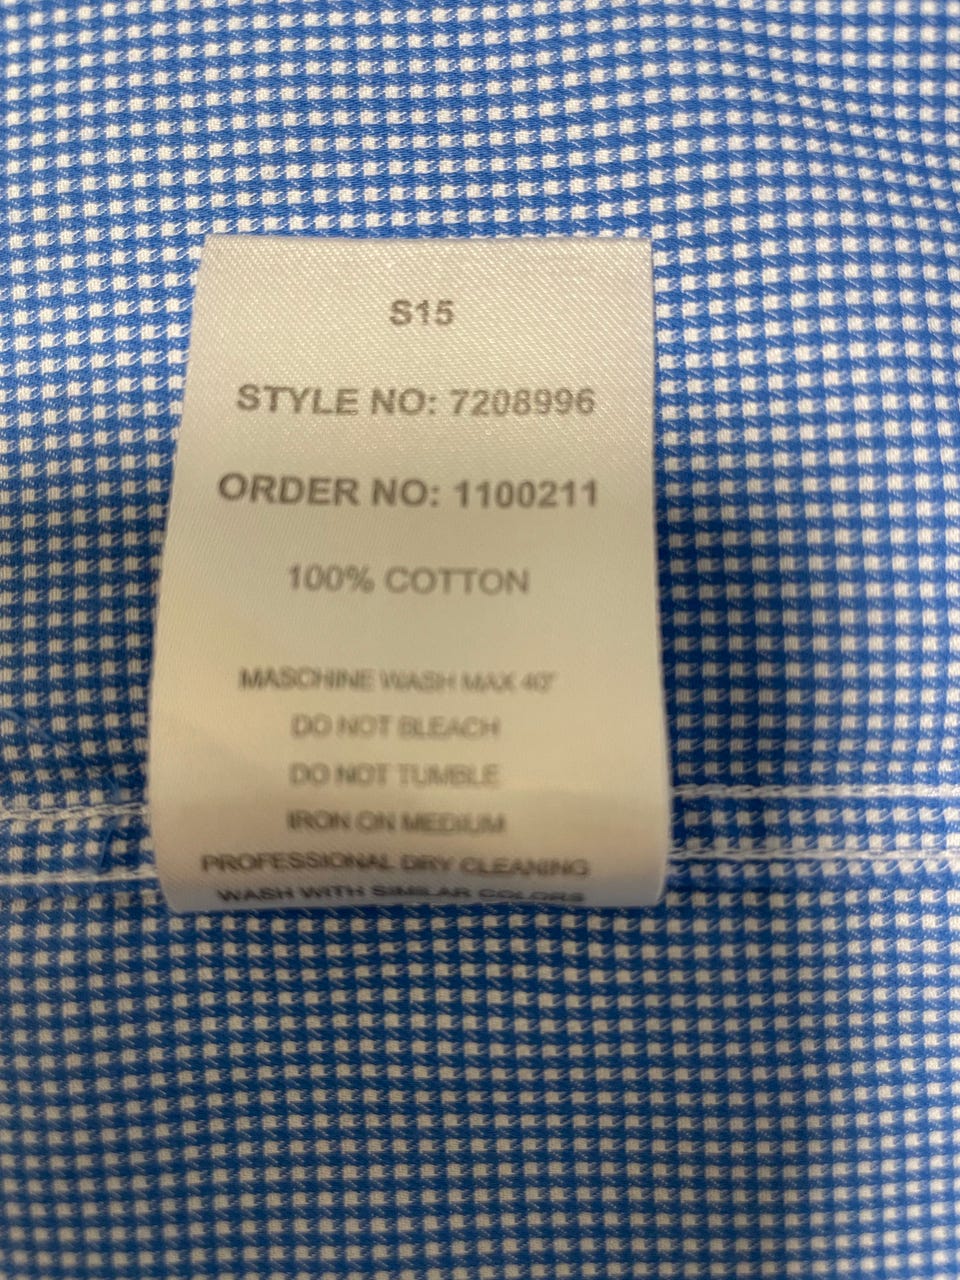 S15
STYLE NO: 7208996
ORDER NO: 1100211
100% COTTON
MASCHINE WASH MAX 40°
DO NOT BLEACH
DO NOT TUMBLE
IRON ON MEDIUM
PROFESSIONAL DRY CLEANING
WASH WITH SIMILAR COLORS